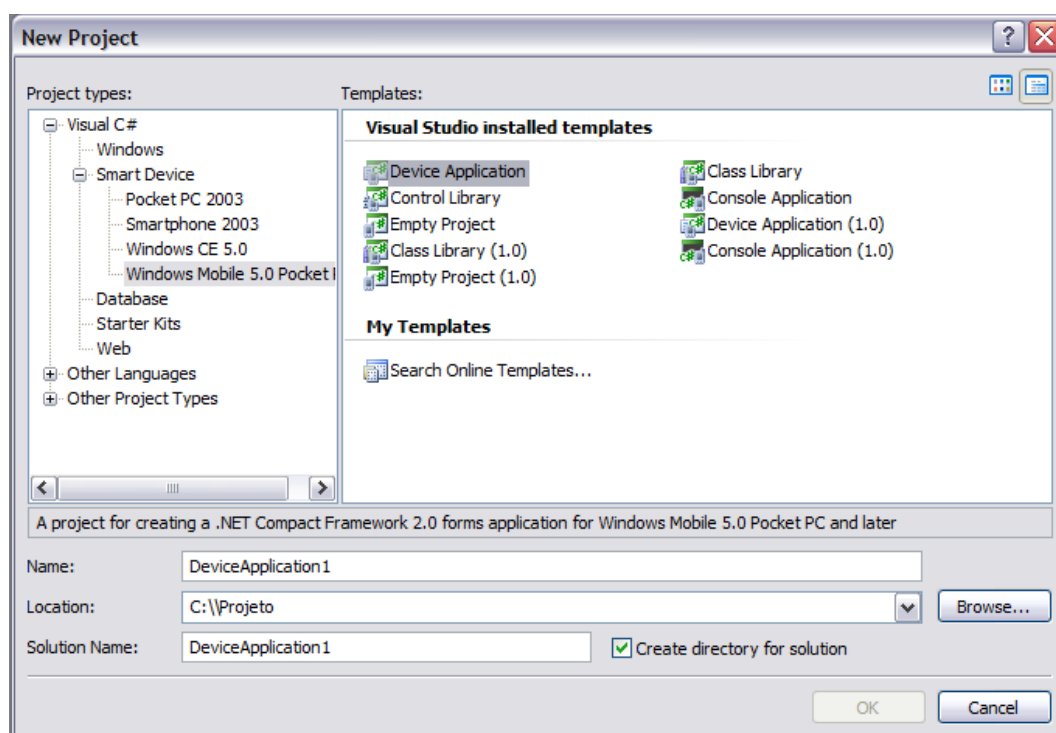 New Project
Project types:
Templates:
Visual C#
Windows
Smart Device
Pocket PC 2003
Smartphone 2003
Windows CE 5.0
Windows Mobile 5.0 Pocket
Database
Starter Kits
Web
Other Languages
Other Project Types
Visual Studio installed templates
Device Application
Class Library
Control Library
Console Application
Empty Project
Device Application (1.0)
Class Library (1.0)
Console Application (1.0)
Empty Project (1.0)
My Templates
Search Online Templates...
A project for creating a .NET Compact Framework 2.0 forms application for Windows Mobile 5.0 Pocket PC and later
Name:
DeviceApplication1
Location:
C:\\Projeto
Browse...
Solution Name:
DeviceApplication1
Create directory for solution
OK
Cancel